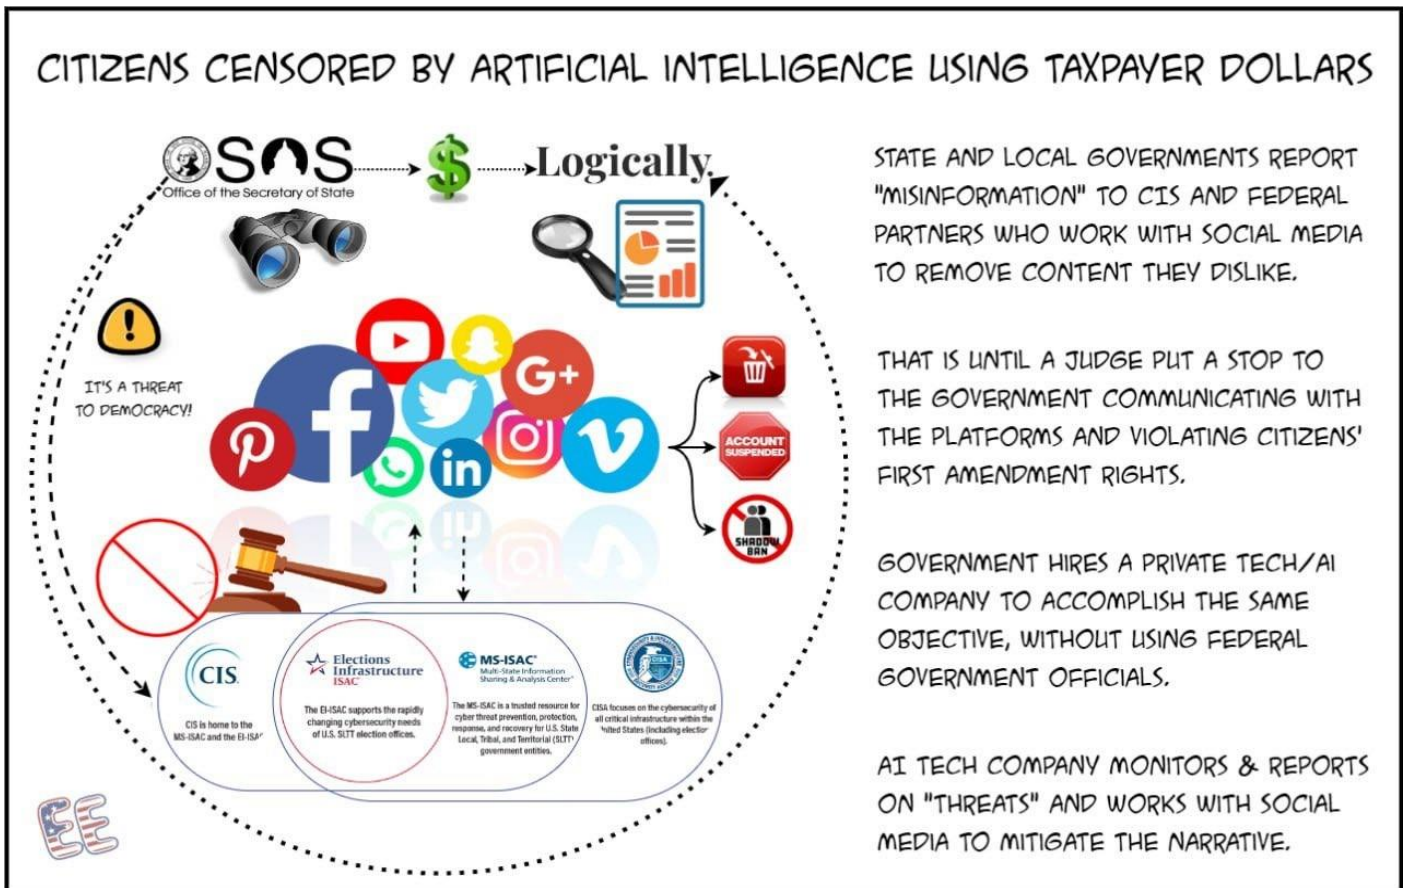 CITIZENS CENSORED BY ARTIFICIAL INTELLIGENCE USING TAXPAYER DOLLARS
SOS
Office of the Secretary of State
$
Logically.
STATE AND LOCAL GOVERNMENTS REPORT
"MISINFORMATION" TO CIS AND FEDERAL
PARTNERS WHO WORK WITH SOCIAL MEDIA
TO REMOVE CONTENT THEY DISLIKE.
!
IT'S A THREAT
TO DEMOCRACY!
f
G+
in
ACCOUNT
SUSPENDED
SHADOW
BAN
THAT IS UNTIL A JUDGE PUT A STOP TO
THE GOVERNMENT COMMUNICATING WITH
THE PLATFORMS AND VIOLATING CITIZENS'
FIRST AMENDMENT RIGHTS.
GOVERNMENT HIRES A PRIVATE TECH/AI
COMPANY TO ACCOMPLISH THE SAME
OBJECTIVE, WITHOUT USING FEDERAL
GOVERNMENT OFFICIALS.
CIS.
CIS is home to the
MS-ISAC and the EI-ISA
Elections
Infrastructure
ISAC
The EI-ISAC supports the rapidly
changing cybersecurity needs
of U.S. SLTT election offices.
MS-ISAC
Multi-State Information
Sharing & Analysis Center
The MS-ISAC is a trusted resource for
cyber threat prevention, protection,
response, and recovery for U.S. State
Local, Tribal, and Territorial (SLTT)
government entities.
CISA
CISA focuses on the cybersecurity of
all critical infrastructure within the
United States (including election
offices).
AI TECH COMPANY MONITORS & REPORTS
ON "THREATS" AND WORKS WITH SOCIAL
MEDIA TO MITIGATE THE NARRATIVE.
EE